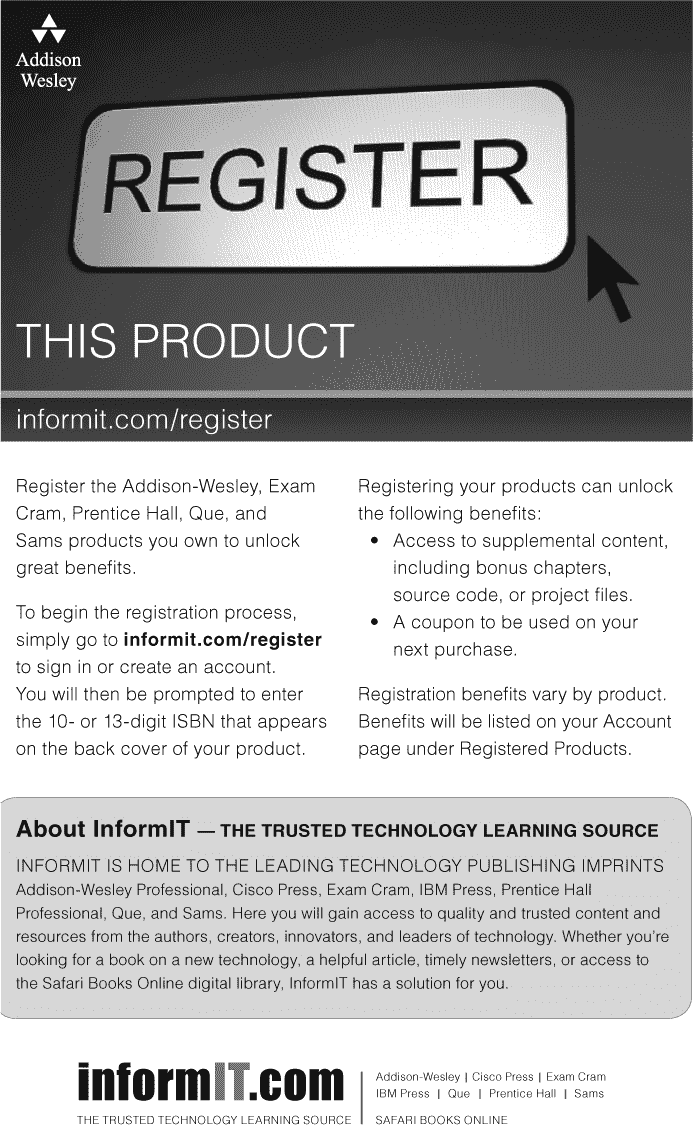 Addison
Wesley
REGISTER
THIS PRODUCT
informit.com/register
Register the Addison-Wesley, Exam
Cram, Prentice Hall, Que, and
Sams products you own to unlock
great benefits.
To begin the registration process,
simply go to informit.com/register
to sign in or create an account.
You will then be prompted to enter
the 10- or 13-digit ISBN that appears
on the back cover of your product.
Registering your products can unlock
the following benefits:
• Access to supplemental content,
including bonus chapters,
source code, or project files.
• A coupon to be used on your
next purchase.
Registration benefits vary by product.
Benefits will be listed on your Account
page under Registered Products.
About InformIT — THE TRUSTED TECHNOLOGY LEARNING SOURCE
INFORMIT IS HOME TO THE LEADING TECHNOLOGY PUBLISHING IMPRINTS
Addison-Wesley Professional, Cisco Press, Exam Cram, IBM Press, Prentice Hall
Professional, Que, and Sams. Here you will gain access to quality and trusted content and
resources from the authors, creators, innovators, and leaders of technology. Whether you're
looking for a book on a new technology, a helpful article, timely newsletters, or access to
the Safari Books Online digital library, InformIT has a solution for you.
informIT.com
THE TRUSTED TECHNOLOGY LEARNING SOURCE
Addison-Wesley | Cisco Press | Exam Cram
IBM Press | Que | Prentice Hall | Sams
SAFARI BOOKS ONLINE